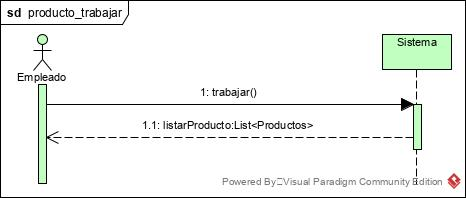 sd producto_trabajar
Empleado
Sistema
1: trabajar()
1.1: listarProducto:List<Productos>
Powered By Visual Paradigm Community Edition